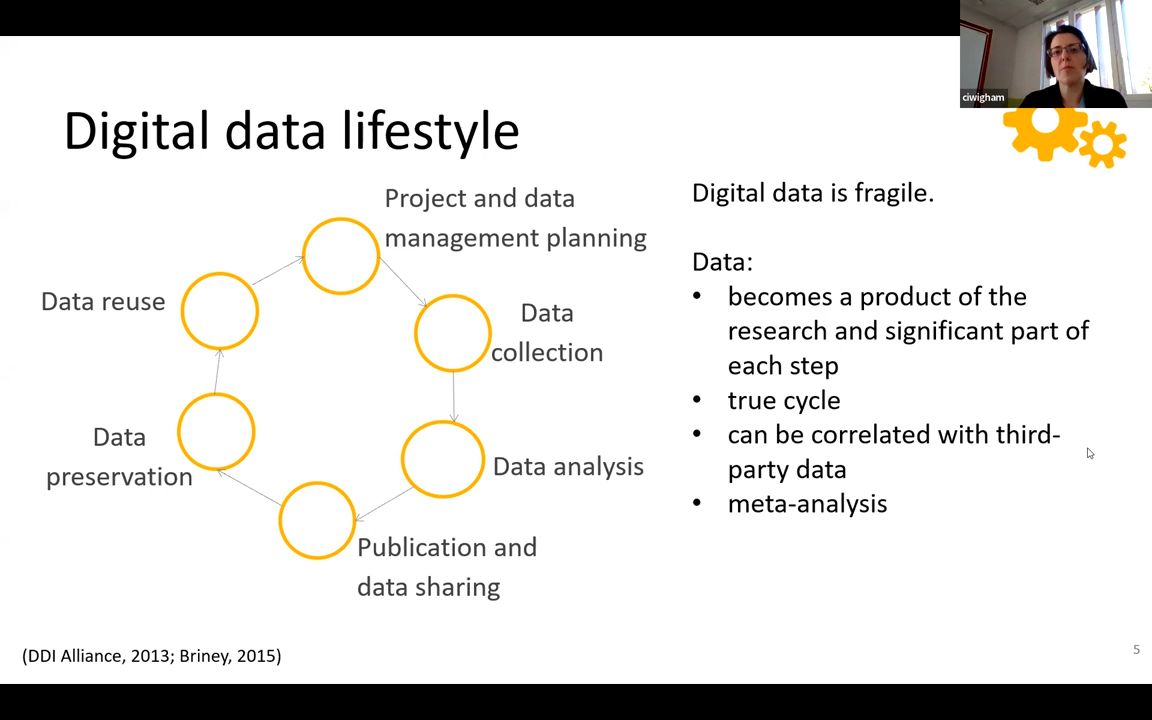 ciwigham
Digital data lifestyle
Project and data
management planning
Data
collection
Data analysis
Publication and
data sharing
Data
preservation
Data reuse
Digital data is fragile.
Data:
• becomes a product of the
research and significant part of
each step
• true cycle
• can be correlated with third-
party data
• meta-analysis
(DDI Alliance, 2013; Briney, 2015)
5